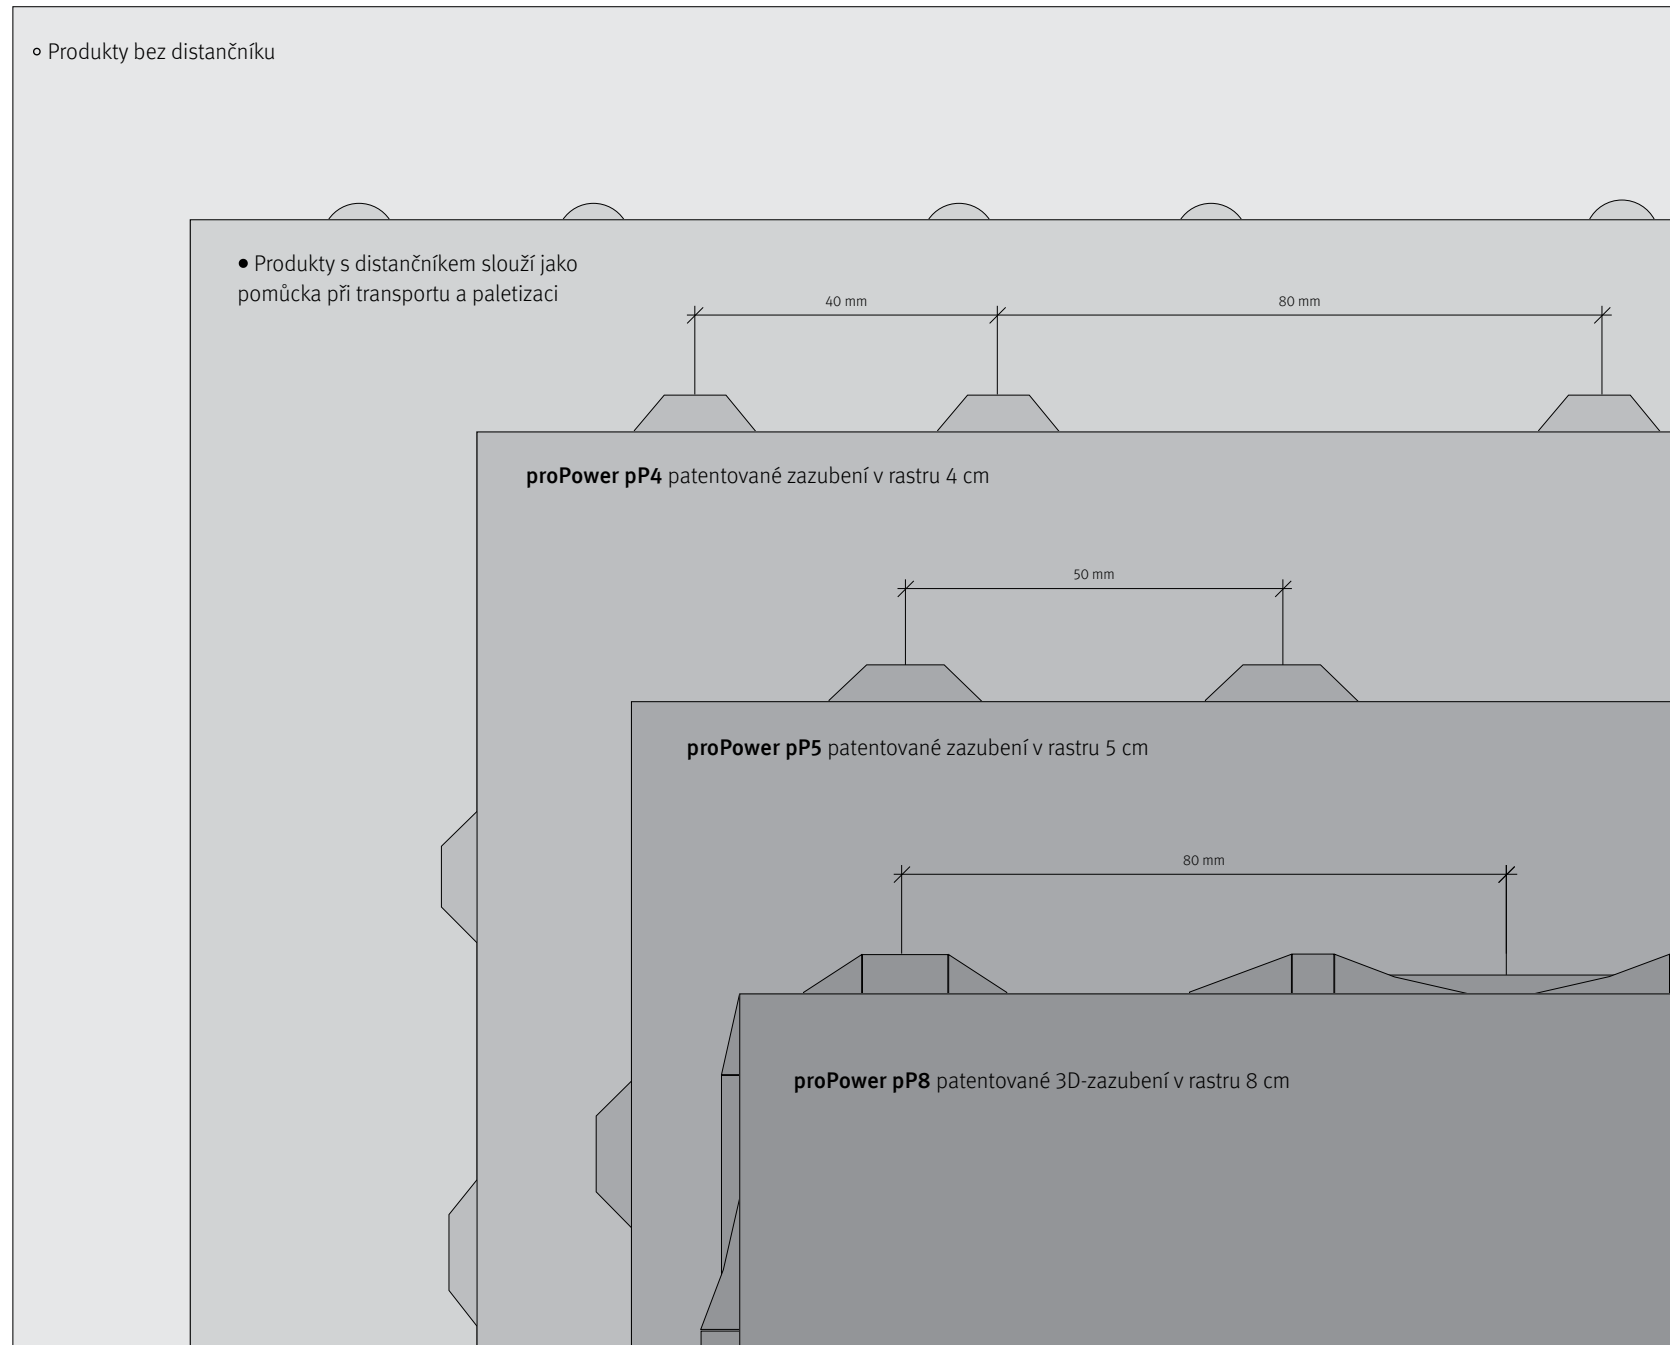 ○ Produkty bez distančníku
● Produkty s distančníkem slouží jako
pomůcka při transportu a paletizaci
40 mm
80 mm
proPower pP4 patentované zazubení v rastru 4 cm
50 mm
proPower pP5 patentované zazubení v rastru 5 cm
80 mm
proPower pP8 patentované 3D-zazubení v rastru 8 cm